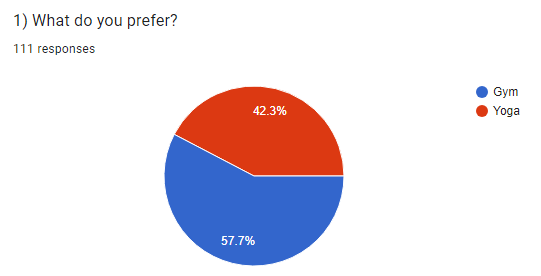 1) What do you prefer?
111 responses
42.3%
57.7%
Gym
Yoga